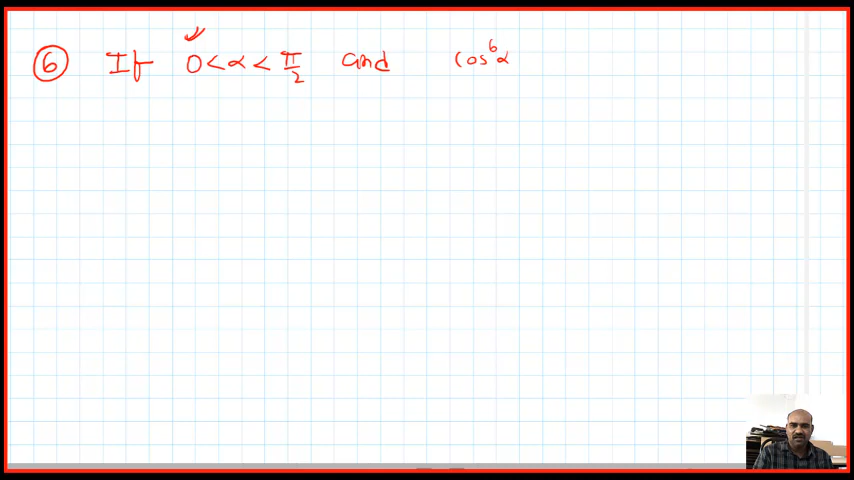 ⑥ If 0 < α < π/2 and cos⁶α